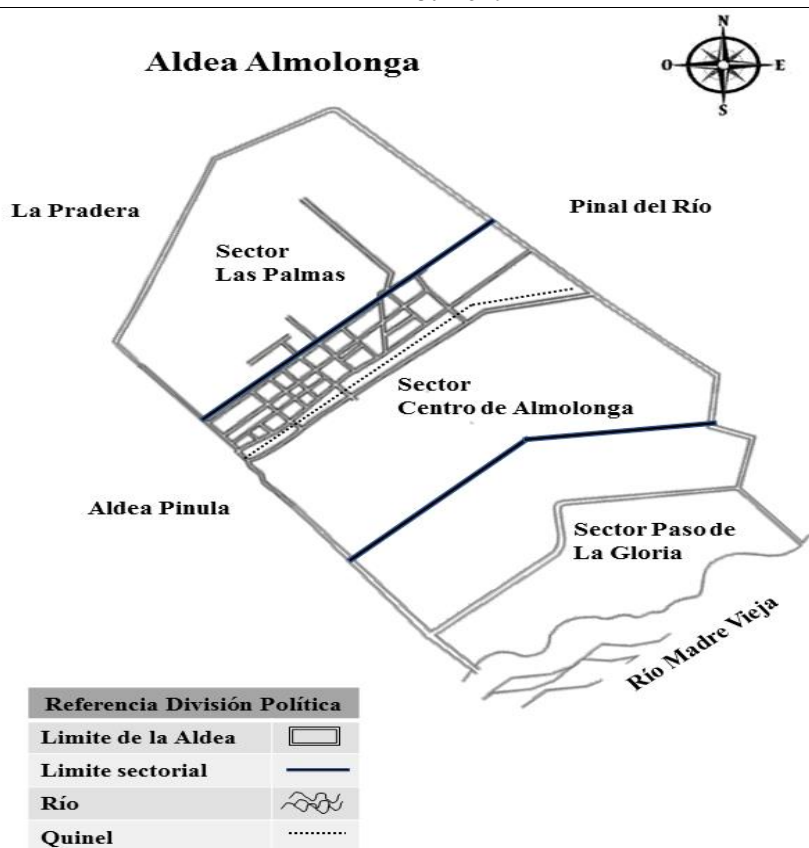 N
Aldea Almolonga
O
E
S
La Pradera
Pinal del Río
Sector
Las Palmas
Sector
Centro de Almolonga
Aldea Pinula
Sector Paso de
La Gloria
Río Madre Vieja
Referencia División Política
Limite de la Aldea
Limite sectorial
Río
Quinel